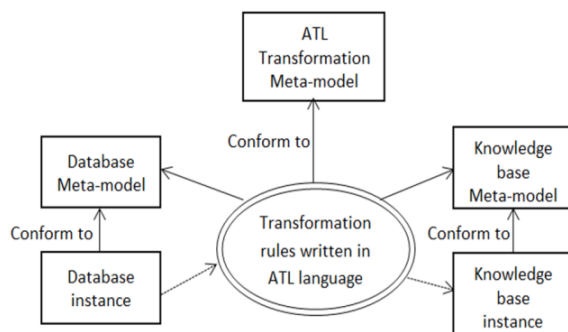 ATL
Transformation
Meta-model
Conform to
Database
Meta-model
Knowledge
base
Meta-model
Conform to
Transformation
rules written in
ATL language
Conform to
Database
instance
Knowledge
base
instance